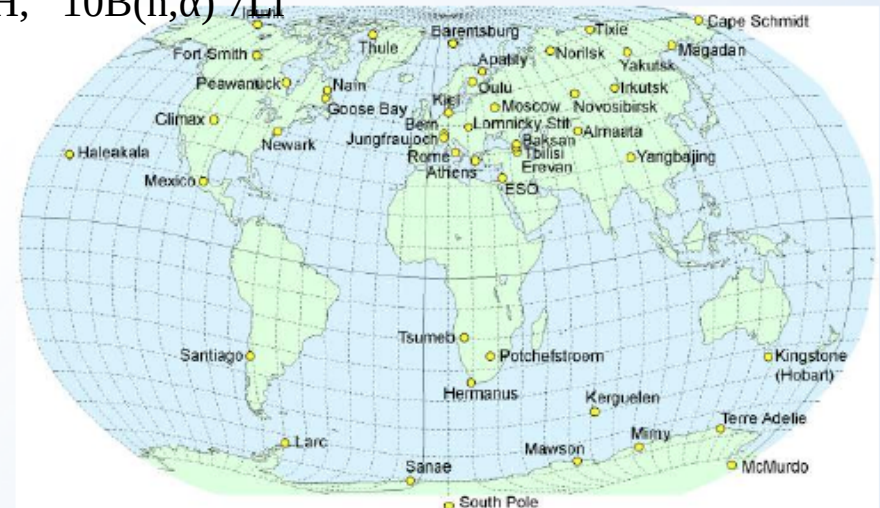 H, 10B(n,α) 7Li
Inuvik
Cape Schmidt
Tixie
Barentsburg
Thule
Fort Smith
Norilsk
Magadan
Apatity
Yakutsk
Peawanuck
Nain
Oulu
Irkutsk
Goose Bay
Kiel
Moscow
Novosibirsk
Climax
Bern
Lomnicky Stit
Newark
Jungfraujoch
Baksan
Almaata
Haleakala
Rome
Tbilisi
Yangbajing
Athens
Erevan
Mexico
ESO
Tsumeb
Santiago
Potchefstroom
Kingstone
(Hobart)
Hermanus
Kerguelen
Terre Adelie
Larc
Mirny
Mawson
Sanae
McMurdo
South Pole